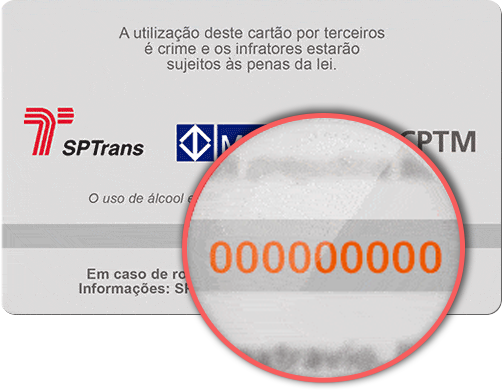 A utilização deste cartão por terceiros
é crime e os infratores estarão
sujeitos às penas da lei.
SPTrans
M
CPTM
O uso de álcool e
000000000
Em caso de ro
Informações: SP